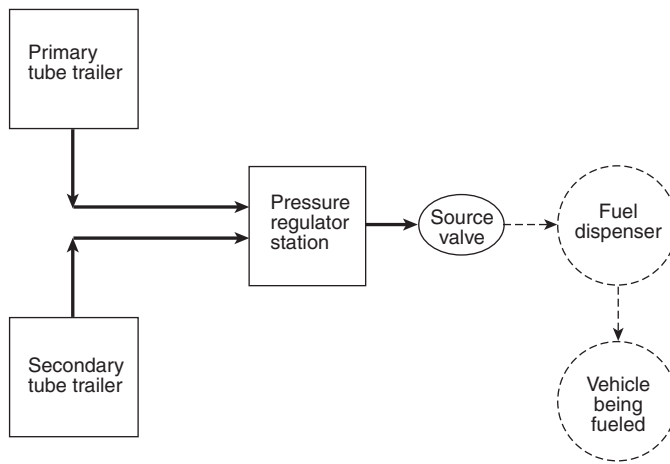 Primary
tube trailer
Pressure
regulator
station
Source
valve
Fuel
dispenser
Secondary
tube trailer
Vehicle
being
fueled